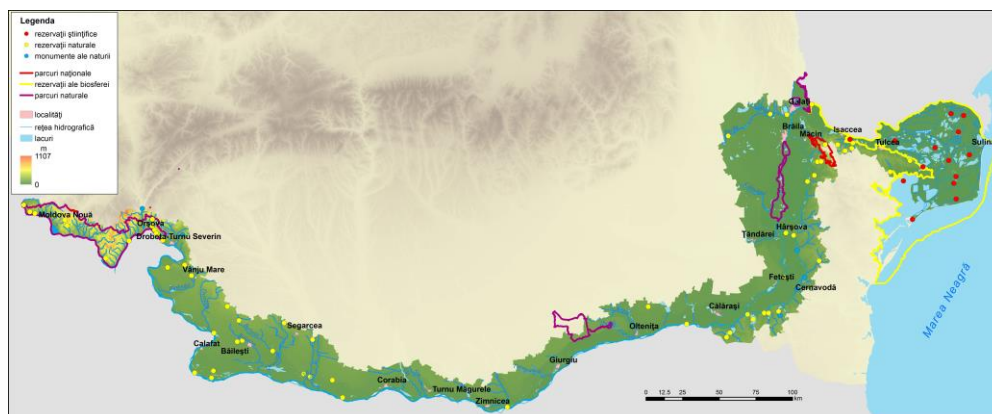 Legenda
rezervații științifice
rezervații naturale
monumente ale naturii
parcuri naționale
rezervații ale biosferei
parcuri naturale
localități
rețea hidrografică
lacuri
m
1107
0
Galați
Brăila
Măcin
Isaccea
Tulcea
Sulina
Moldova Nouă
Orșova
Drobeta-Turnu Severin
Vânju Mare
Hârșova
Țăndărei
Fetești
Cernavodă
Călărași
Segarcea
Oltenița
Calafat
Băilești
Giurgiu
Corabia
Turnu Măgurele
Zimnicea
Marea Neagră
0 12.5 25 50 75 100
km